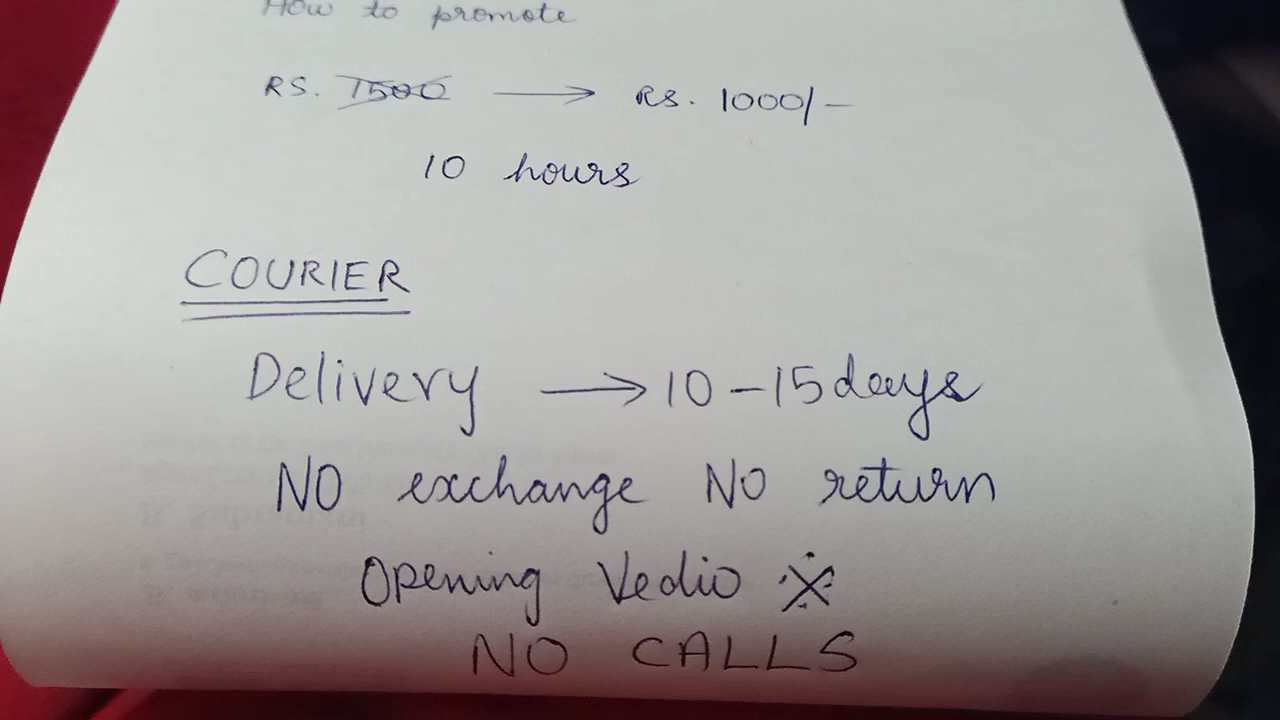 How to promote
RS. 1500 → RS. 1000/-
10 hours
COURIER
Delivery → 10-15 days
NO exchange NO return
Opening Vedio ※
NO CALLS